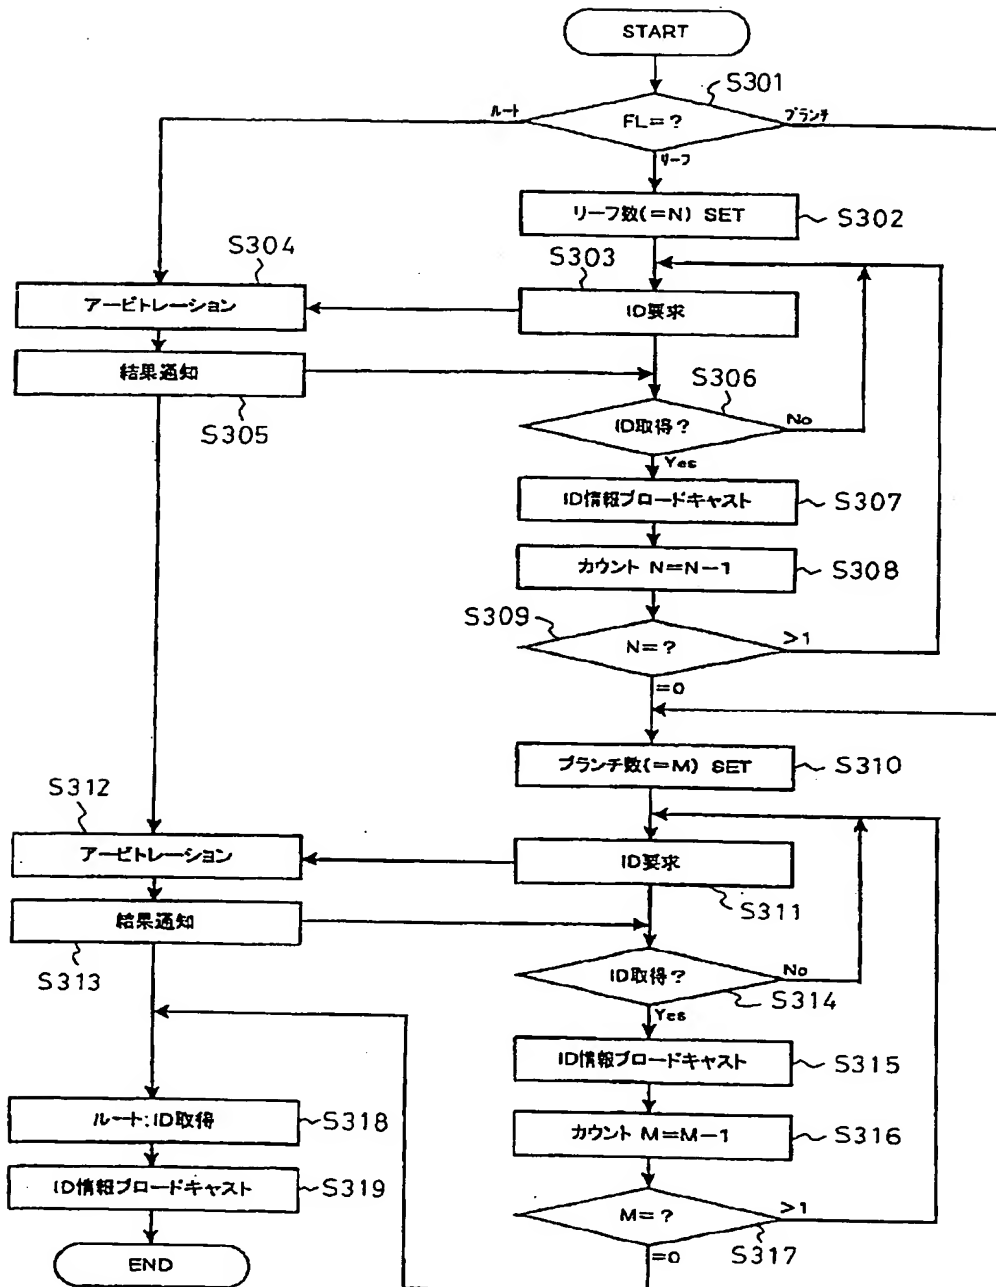 START
S301
ルート
FL=?
ブランチ
リーフ
リーフ数(=N) SET
S302
S304
S303
アービトレーション
ID要求
結果通知
S305
S306
ID取得?
No
Yes
ID情報ブロードキャスト
S307
カウント N=N-1
S308
S309
N=?
>1
=0
ブランチ数(=M) SET
S310
S312
アービトレーション
ID要求
S311
結果通知
S313
ID取得?
No
S314
Yes
ID情報ブロードキャスト
S315
ルート:ID取得
S318
カウント M=M-1
S316
ID情報ブロードキャスト
S319
M=?
>1
S317
=0
END